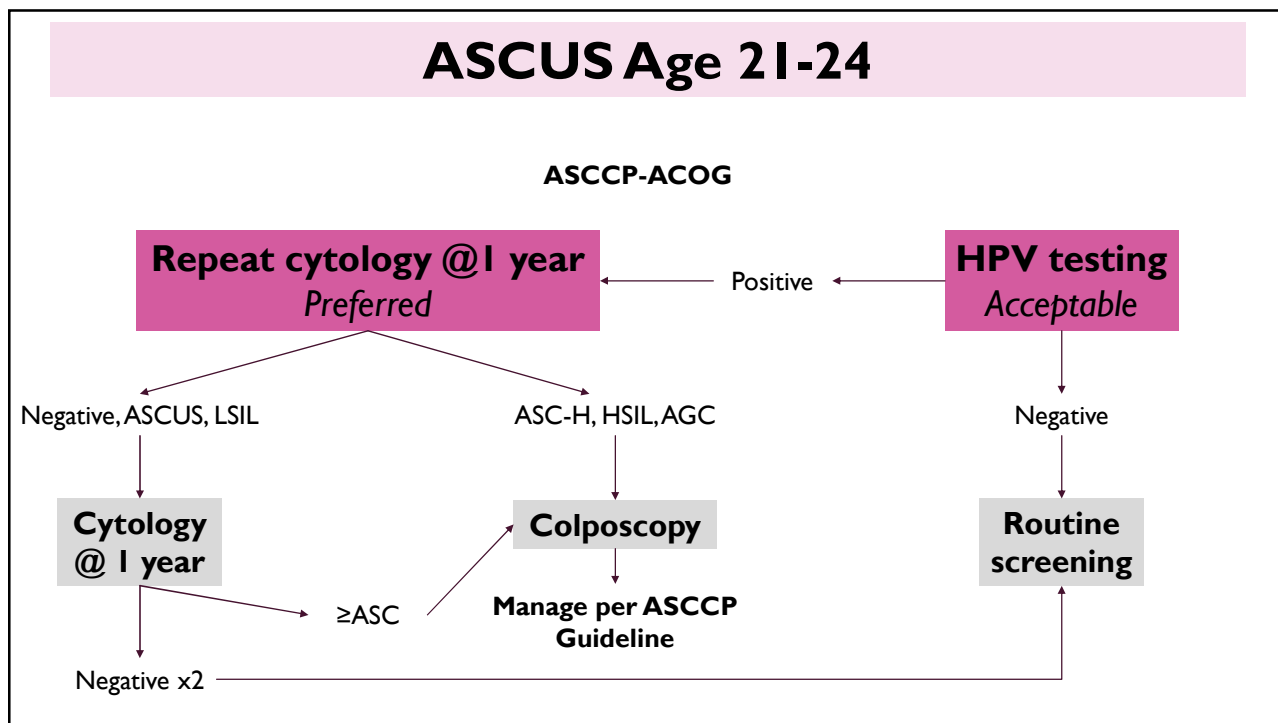 ASCUS Age 21-24
ASCCP-ACOG
Repeat cytology @1 year
Preferred
Positive
HPV testing
Acceptable
Negative, ASCUS, LSIL
ASC-H, HSIL, AGC
Negative
Cytology
@ 1 year
Colposcopy
Routine
screening
≥ASC
Manage per ASCCP
Guideline
Negative x2